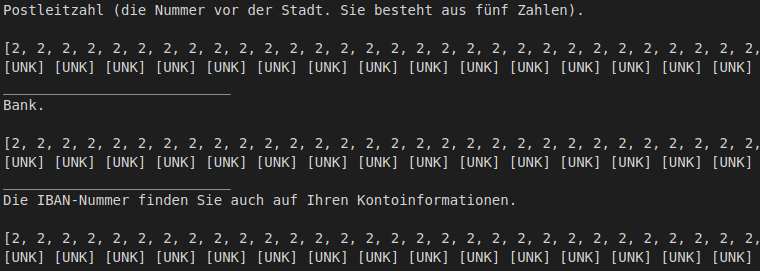 Postleitzahl (die Nummer vor der Stadt. Sie besteht aus fünf Zahlen).
[2, 2, 2, 2, 2, 2, 2, 2, 2, 2, 2, 2, 2, 2, 2, 2, 2, 2, 2, 2, 2, 2, 2, 2, 2, 2, 2, 2, 2, 2,
[UNK] [UNK] [UNK] [UNK] [UNK] [UNK] [UNK] [UNK] [UNK] [UNK] [UNK] [UNK] [UNK] [UNK] [UNK]
___________________________
Bank.
[2, 2, 2, 2, 2, 2, 2, 2, 2, 2, 2, 2, 2, 2, 2, 2, 2, 2, 2, 2, 2, 2, 2, 2, 2, 2, 2, 2, 2, 2,
[UNK] [UNK] [UNK] [UNK] [UNK] [UNK] [UNK] [UNK] [UNK] [UNK] [UNK] [UNK] [UNK] [UNK] [UNK]
___________________________
Die IBAN-Nummer finden Sie auch auf Ihren Kontoinformationen.
[2, 2, 2, 2, 2, 2, 2, 2, 2, 2, 2, 2, 2, 2, 2, 2, 2, 2, 2, 2, 2, 2, 2, 2, 2, 2, 2, 2, 2, 2,
[UNK] [UNK] [UNK] [UNK] [UNK] [UNK] [UNK] [UNK] [UNK] [UNK] [UNK] [UNK] [UNK] [UNK] [UNK]